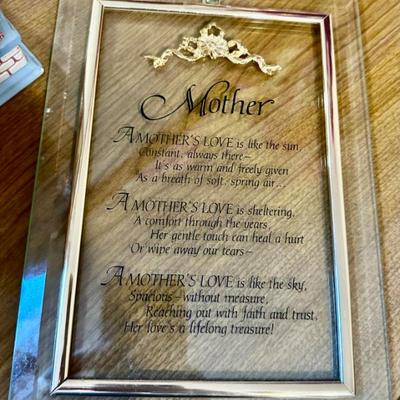 Mother
A MOTHER'S LOVE is like the sun,
Constant, always there—
It's as warm and freely given
As a breath of soft, spring air...
A MOTHER'S LOVE is sheltering,
A comfort through the years,
Her gentle touch can heal a hurt
Or wipe away our tears—
A MOTHER'S LOVE is like the sky,
Spacious—without measure,
Reaching out with faith and trust,
Her love's a lifelong treasure!